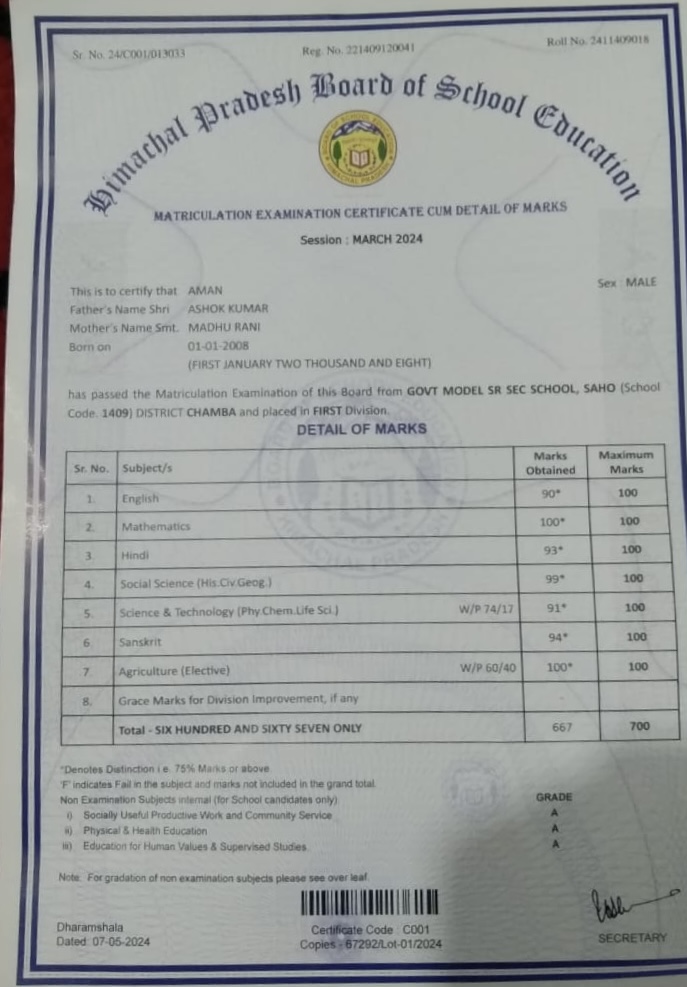 Sr. No. 24/C001/013033 Reg. No. 221409120041 Roll No. 2411409018
Himachal Pradesh Board of School Education
MATRICULATION EXAMINATION CERTIFICATE CUM DETAIL OF MARKS
Session : MARCH 2024
Sex : MALE
This is to certify that AMAN
Father's Name Shri ASHOK KUMAR
Mother's Name Smt. MADHU RANI
Born on 01-01-2008
(FIRST JANUARY TWO THOUSAND AND EIGHT)
has passed the Matriculation Examination of this Board from GOVT MODEL SR SEC SCHOOL, SAHO (School
Code. 1409) DISTRICT CHAMBA and placed in FIRST Division.
DETAIL OF MARKS
Sr. No. Subject/s Marks Obtained Maximum Marks
1. English 90* 100
2. Mathematics 100* 100
3. Hindi 93* 100
4. Social Science (His.Civ.Geog.) 99* 100
5. Science & Technology (Phy.Chem.Life Sci.) W/P 74/17 91* 100
6. Sanskrit 94* 100
7. Agriculture (Elective) W/P 60/40 100* 100
8. Grace Marks for Division Improvement, if any -
Total - SIX HUNDRED AND SIXTY SEVEN ONLY 667 700
*Denotes Distinction i.e. 75% Marks or above
'F' indicates Fail in the subject and marks not included in the grand total.
Non Examination Subjects internal (for School candidates only) GRADE
i) Socially Useful Productive Work and Community Service A
ii) Physical & Health Education A
iii) Education for Human Values & Supervised Studies. A
Note: For gradation of non examination subjects please see over leaf.
Dharamshala
Dated: 07-05-2024
Certificate Code : C001
Copies - 67292/Lot-01/2024
SECRETARY